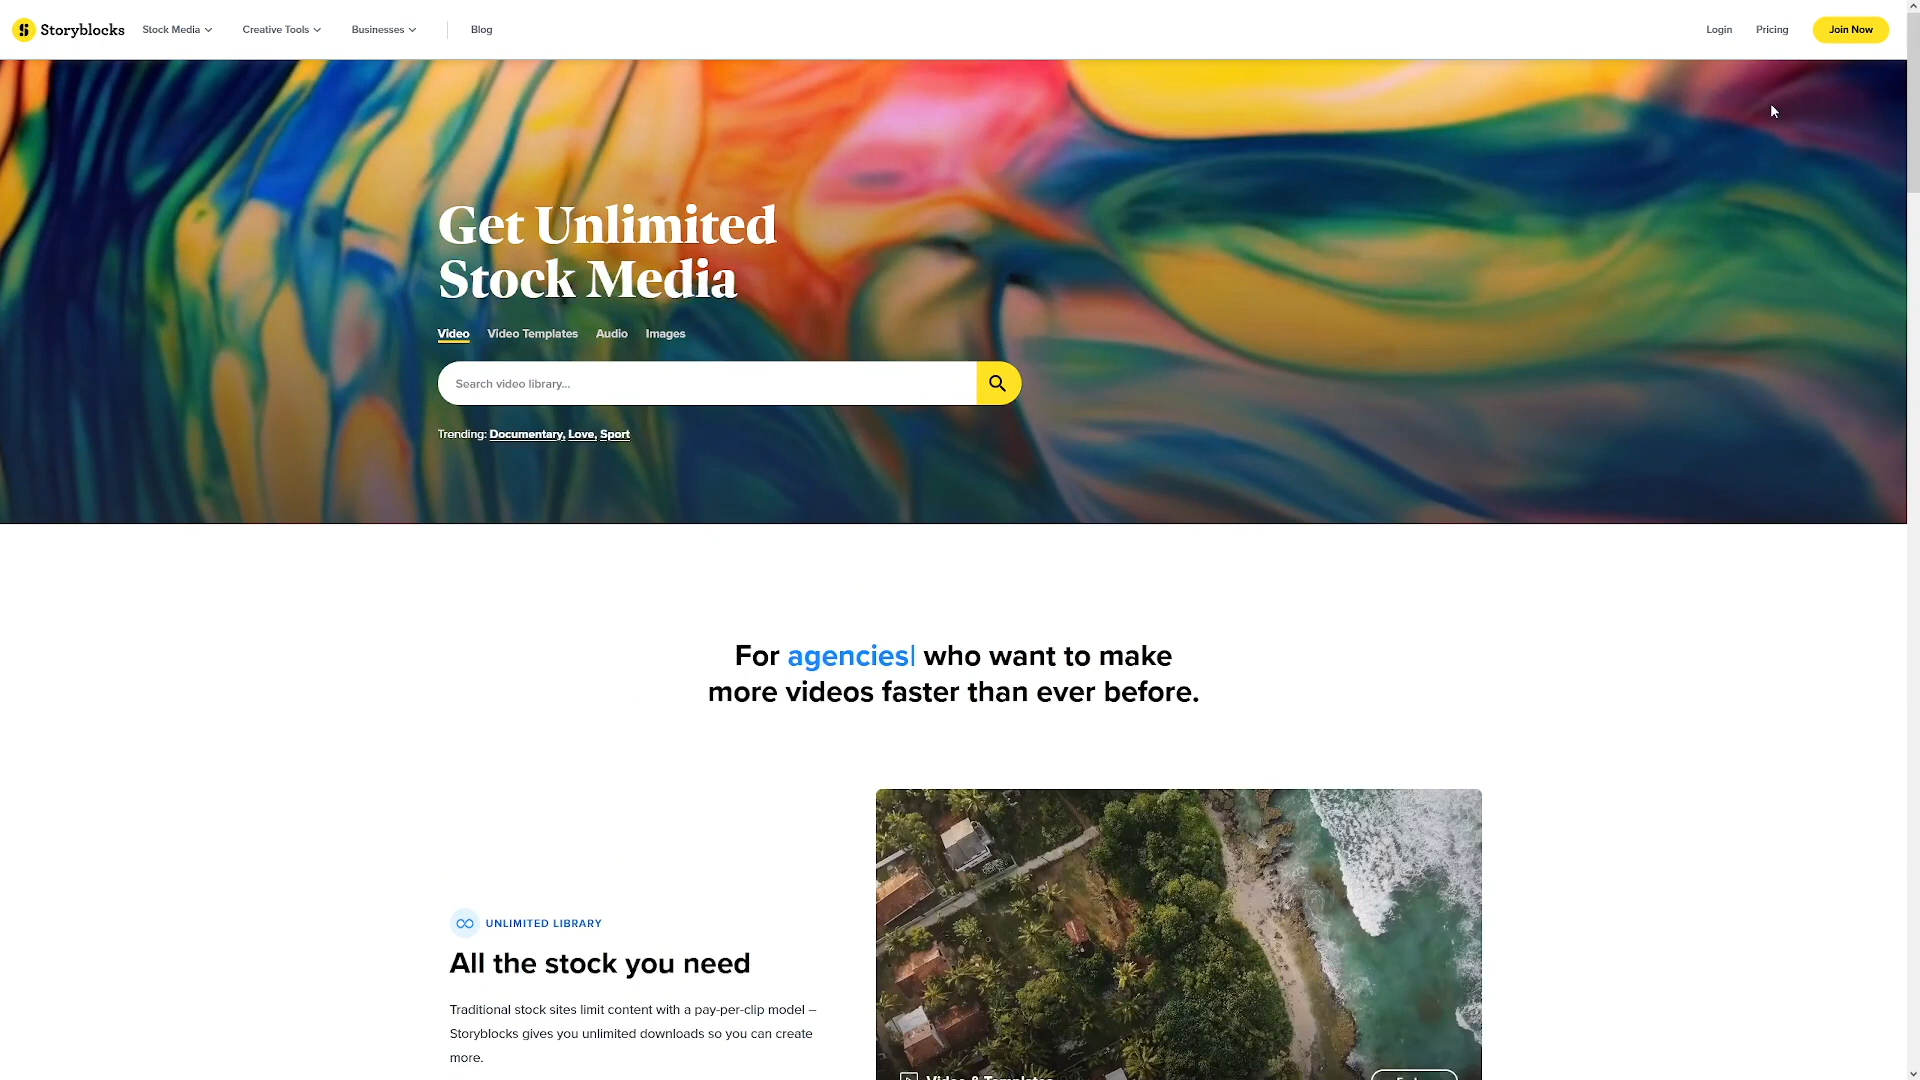 Storyblocks Stock Media Creative Tools Businesses Blog Login Pricing Join Now
Get Unlimited
Stock Media
Video Video Templates Audio Images
Search video library...
Trending: Documentary, Love, Sport
For agencies who want to make
more videos faster than ever before.
UNLIMITED LIBRARY
All the stock you need
Traditional stock sites limit content with a pay-per-clip model –
Storyblocks gives you unlimited downloads so you can create
more.
Video & Templates